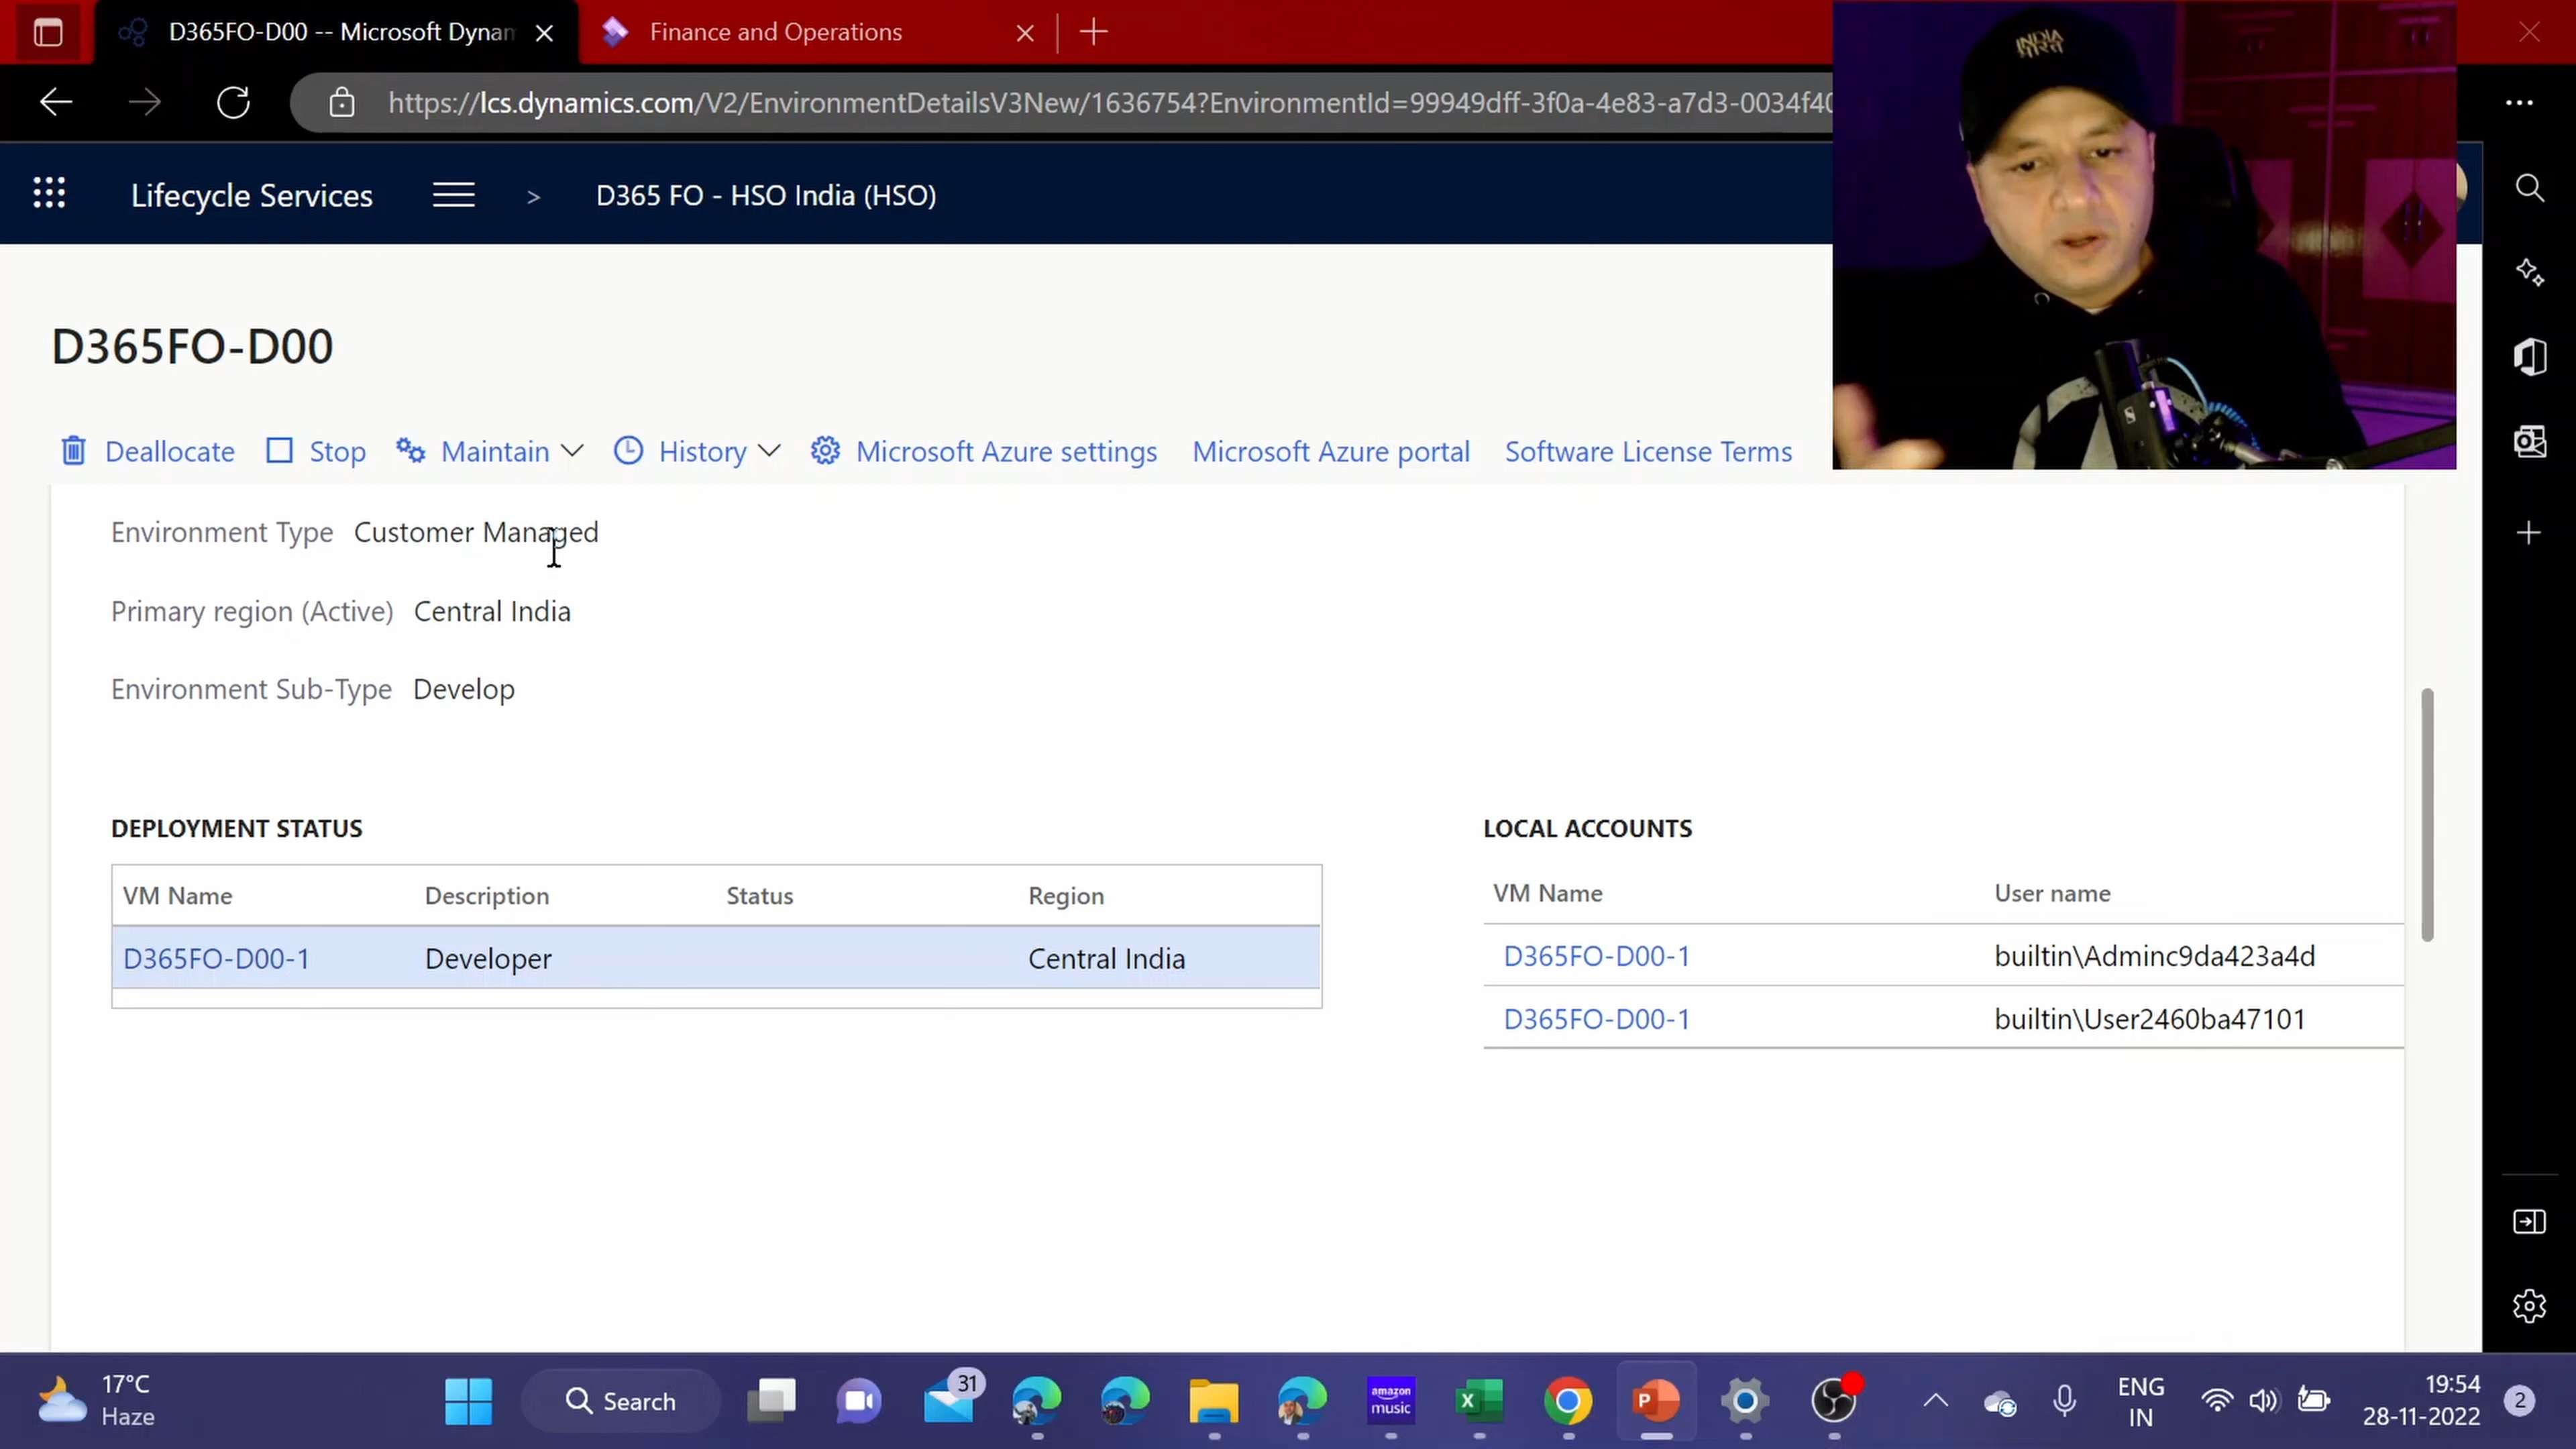 D365FO-D00 -- Microsoft Dynam
Finance and Operations
https://lcs.dynamics.com/V2/EnvironmentDetailsV3New/1636754?EnvironmentId=99949dff-3f0a-4e83-a7d3-0034f40
INDIA
भारत
Lifecycle Services > D365 FO - HSO India (HSO)
D365FO-D00
Deallocate Stop Maintain History Microsoft Azure settings Microsoft Azure portal Software License Terms
Environment Type Customer Managed
Primary region (Active) Central India
Environment Sub-Type Develop
DEPLOYMENT STATUS
VM Name Description Status Region
D365FO-D00-1 Developer Central India
LOCAL ACCOUNTS
VM Name User name
D365FO-D00-1 builtin\Adminc9da423a4d
D365FO-D00-1 builtin\User2460ba47101
17°C
Haze
Search
31
amazon
music
ENG
IN
19:54
28-11-2022
2